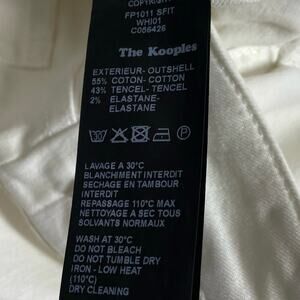 COPYRIGHT
FP1011 SFIT
WHI01
C056426
The Kooples
EXTERIEUR- OUTSHELL
55% COTON- COTTON
43% TENCEL- TENCEL
2% ELASTANE-
ELASTANE
LAVAGE A 30°C
BLANCHIMENT INTERDIT
SECHAGE EN TAMBOUR
INTERDIT
REPASSAGE 110°C MAX
NETTOYAGE A SEC TOUS
SOLVANTS NORMAUX
WASH AT 30°C
DO NOT BLEACH
DO NOT TUMBLE DRY
IRON - LOW HEAT
(110°C)
DRY CLEANING